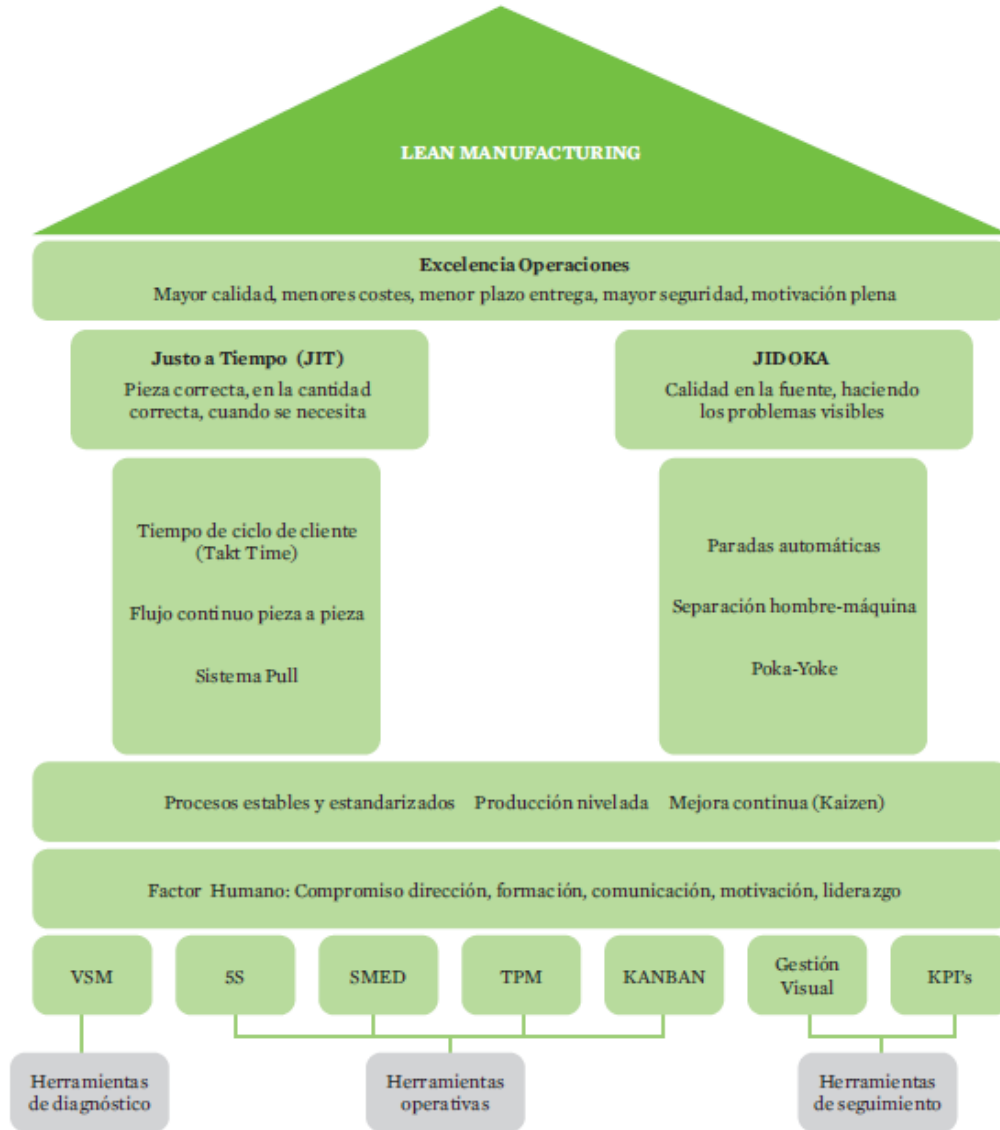 LEAN MANUFACTURING
Excelencia Operaciones
Mayor calidad, menores costes, menor plazo entrega, mayor seguridad, motivación plena
Justo a Tiempo (JIT)
Pieza correcta, en la cantidad
correcta, cuando se necesita
JIDOKA
Calidad en la fuente, haciendo
los problemas visibles
Tiempo de ciclo de cliente
(Takt Time)
Flujo continuo pieza a pieza
Sistema Pull
Paradas automáticas
Separación hombre-máquina
Poka-Yoke
Procesos estables y estandarizados Producción nivelada Mejora continua (Kaizen)
Factor Humano: Compromiso dirección, formación, comunicación, motivación, liderazgo
VSM
5S
SMED
TPM
KANBAN
Gestión
Visual
KPI's
Herramientas
de diagnóstico
Herramientas
operativas
Herramientas
de seguimiento